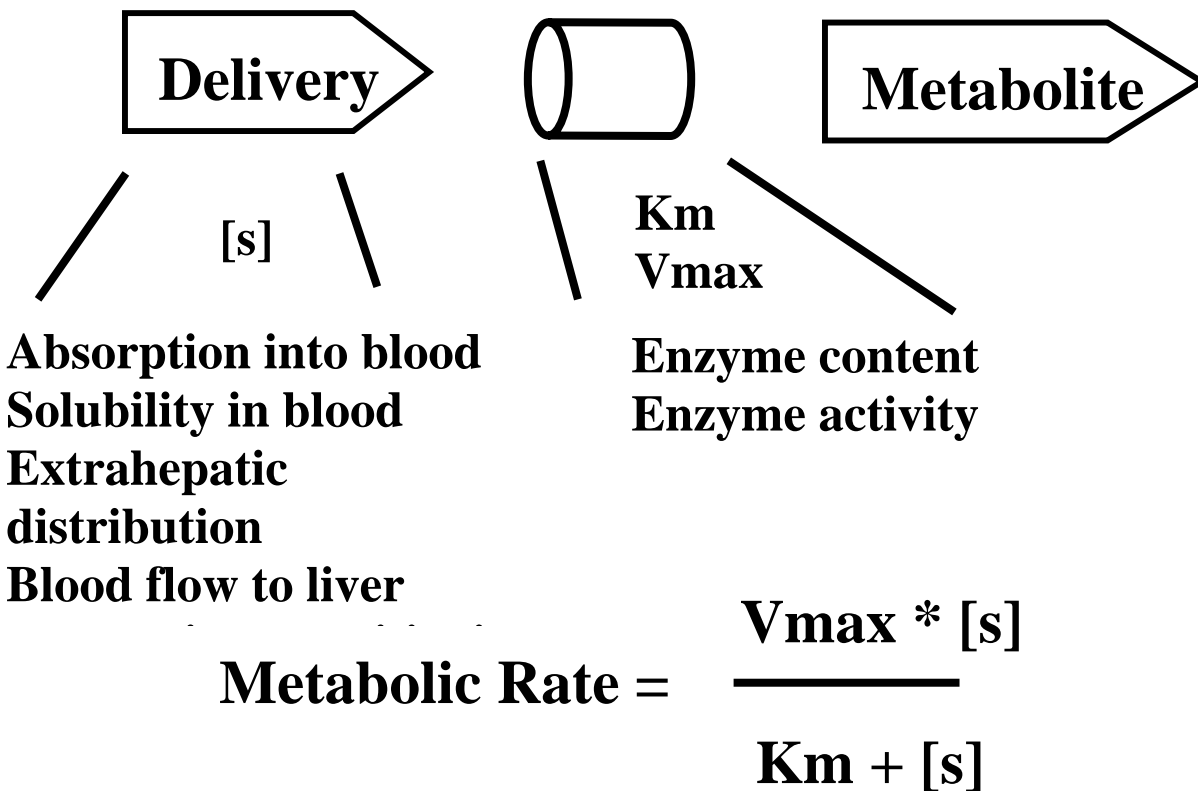 Delivery
Metabolite
[s]
Km
Vmax
Absorption into blood
Solubility in blood
Extrahepatic
distribution
Blood flow to liver
Enzyme content
Enzyme activity
Metabolic Rate =
Vmax * [s]
Km + [s]